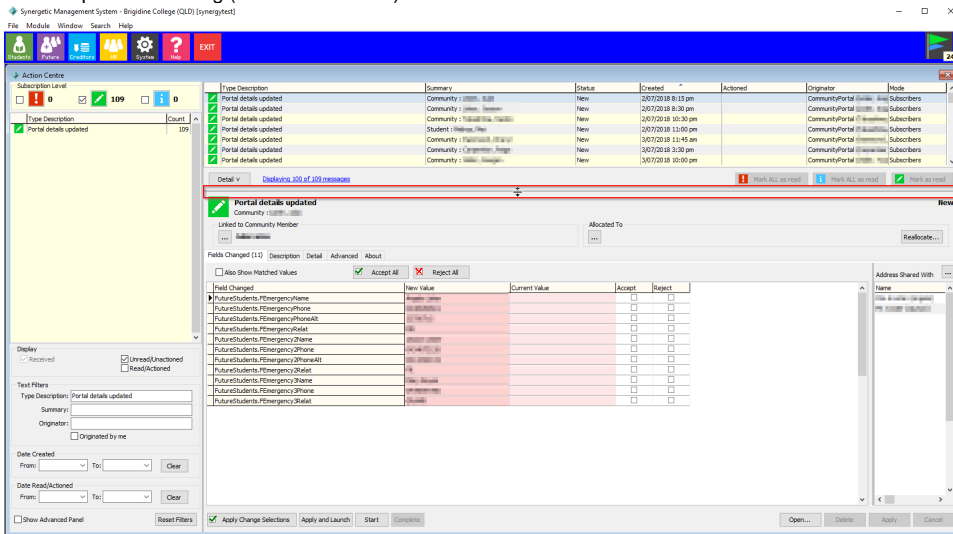 Synergetic Management System - Brigidine College (QLD) [synergytest]
File Module Window Search Help
Students Future Creditors HR System Help EXIT
24
Action Centre
Subscription Level
0 109 0
Type Description Count
Portal details updated 109
Display
Received Unread/Unactioned
Read/Actioned
Text Filters
Type Description: Portal details updated
Summary:
Originator:
Originated by me
Date Created
From: To: Clear
Date Read/Actioned
From: To: Clear
Show Advanced Panel Reset Filters
Type Description Summary Status Created Actioned Originator Mode
Portal details updated Community : New 2/07/2018 8:15 pm CommunityPortal Subscribers
Portal details updated Community : New 2/07/2018 8:30 pm CommunityPortal Subscribers
Portal details updated Community : New 2/07/2018 10:30 pm CommunityPortal Subscribers
Portal details updated Student : New 2/07/2018 11:00 pm CommunityPortal Subscribers
Portal details updated Community : New 3/07/2018 11:45 am CommunityPortal Subscribers
Portal details updated Community : New 3/07/2018 3:30 pm CommunityPortal Subscribers
Portal details updated Community : New 3/07/2018 10:00 pm CommunityPortal Subscribers
Detail v Displaying 100 of 109 messages Mark ALL as read Mark ALL as read Mark as read
Portal details updated New
Community :
Linked to Community Member Allocated To
... ... Reallocate...
Fields Changed (11) Description Detail Advanced About
Also Show Matched Values Accept All Reject All Address Shared With ...
Field Changed New Value Current Value Accept Reject Name
FutureStudents.FEmergencyName
FutureStudents.FEmergencyPhone
FutureStudents.FEmergencyPhoneAlt
FutureStudents.FEmergencyRelat
FutureStudents.FEmergency2Name
FutureStudents.FEmergency2Phone
FutureStudents.FEmergency2PhoneAlt
FutureStudents.FEmergency2Relat
FutureStudents.FEmergency3Name
FutureStudents.FEmergency3Phone
FutureStudents.FEmergency3Relat
Apply Change Selections Apply and Launch Start Complete Open... Delete Apply Cancel